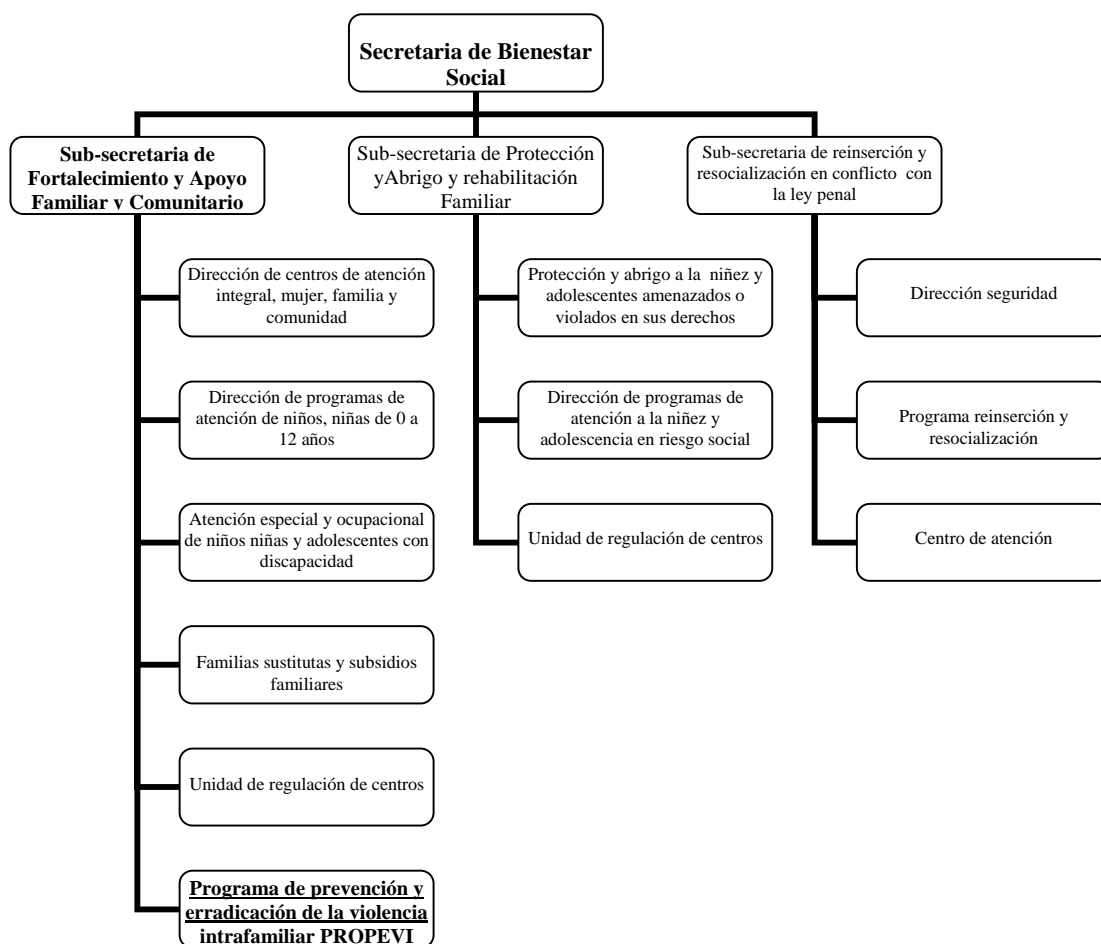 Secretaria de Bienestar
Social
Sub-secretaria de
Fortalecimiento y Apoyo
Familiar y Comunitario
Sub-secretaria de Protección
yAbrigo y rehabilitación
Familiar
Sub-secretaria de reinserción y
resocialización en conflicto con
la ley penal
Dirección de centros de atención
integral, mujer, familia y
comunidad
Protección y abrigo a la niñez y
adolescentes amenazados o
violados en sus derechos
Dirección seguridad
Dirección de programas de
atención de niños, niñas de 0 a
12 años
Dirección de programas de
atención a la niñez y
adolescencia en riesgo social
Programa reinserción y
resocialización
Atención especial y ocupacional
de niños niñas y adolescentes con
discapacidad
Unidad de regulación de centros
Centro de atención
Familias sustitutas y subsidios
familiares
Unidad de regulación de centros
Programa de prevención y
erradicación de la violencia
intrafamiliar PROPEVI